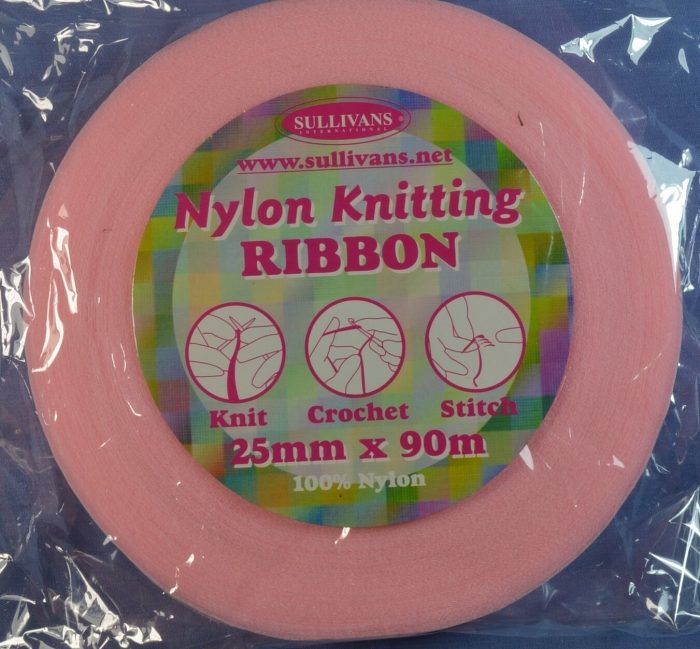 SULLIVANS
INTERNATIONAL
www.sullivans.net
Nylon Knitting
RIBBON
Knit Crochet Stitch
25mm x 90m
100% Nylon